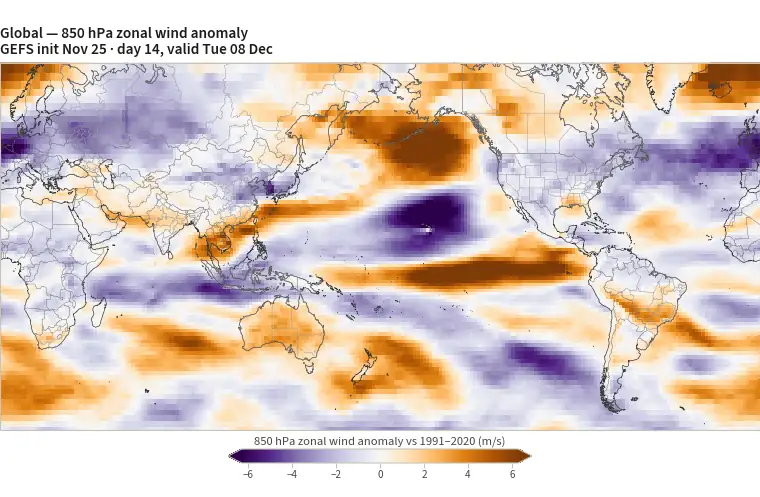 Global — 850 hPa zonal wind anomaly
GEFS init Nov 25 · day 14, valid Tue 08 Dec
850 hPa zonal wind anomaly vs 1991–2020 (m/s)
−6 −4 −2 0 2 4 6